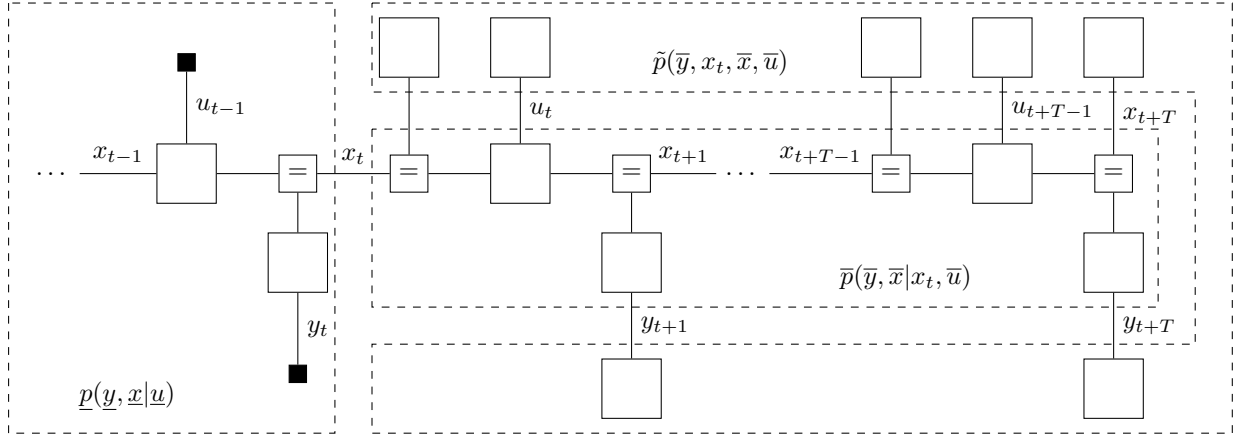 p̃(y̅, x_t, x̅, u̅)
u_{t−1}
u_t
u_{t+T−1}
x_{t+T}
x_{t−1}
x_t
x_{t+1}
x_{t+T−1}
⋯
=
=
=
⋯
=
=
p̅(y̅, x̅|x_t, u̅)
y_t
y_{t+1}
y_{t+T}
p̲(y̲, x̲|u̲)